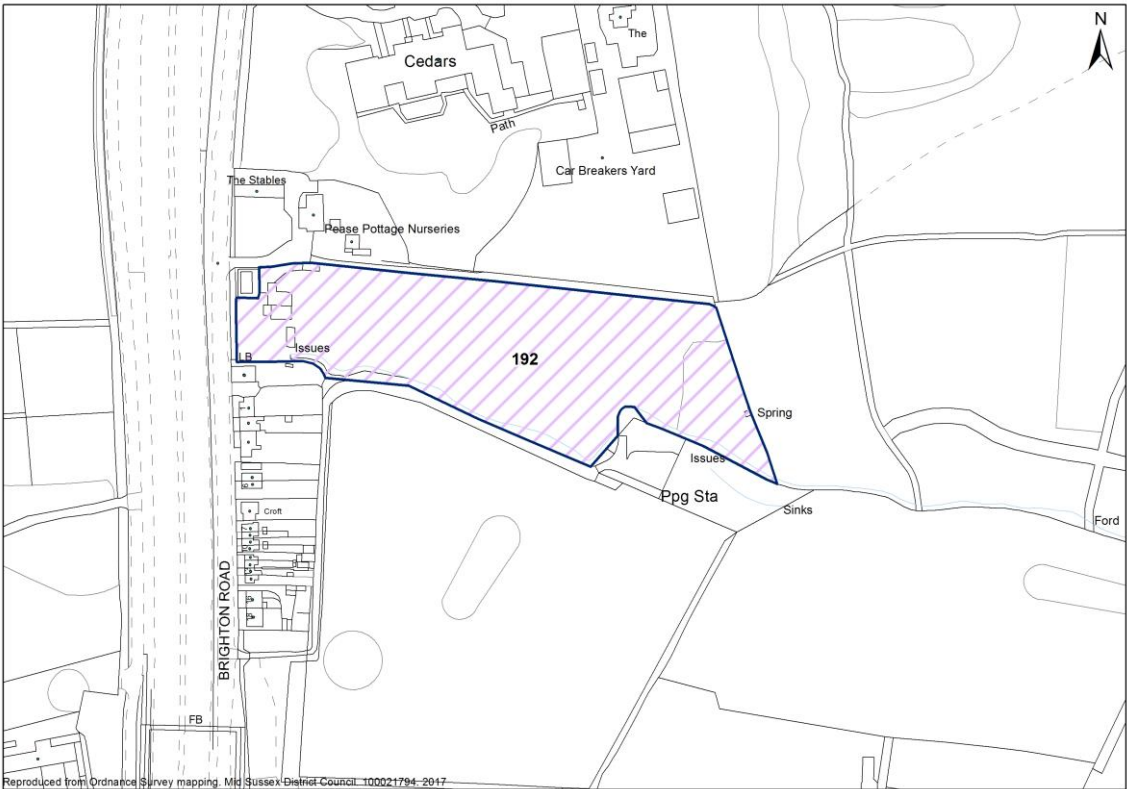 N
The
Cedars
Path
Car Breakers Yard
The Stables
Pease Pottage Nurseries
192
LB
Issues
Spring
Issues
Ppg Sta
Sinks
Croft
Ford
BRIGHTON ROAD
FB
Reproduced from Ordnance Survey mapping. Mid Sussex District Council. 100021794. 2017